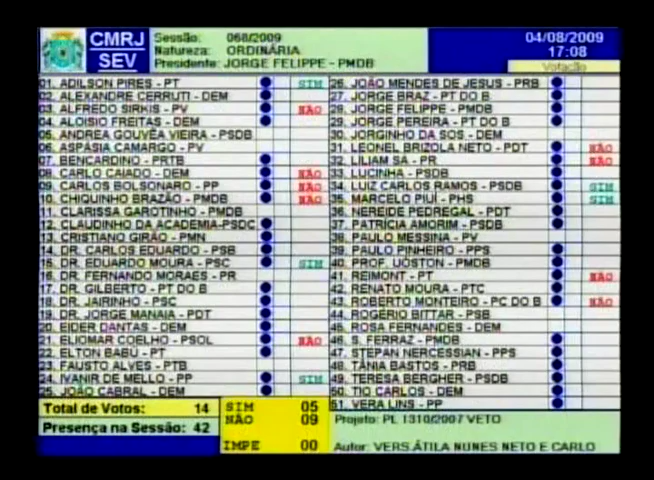 CMRJ
SEV
Sessão: 068/2009
Natureza: ORDINÁRIA
Presidente: JORGE FELIPPE - PMDB
04/08/2009
17:08
Votação
01. ADILSON PIRES - PT SIM
02. ALEXANDRE CERRUTI - DEM
03. ALFREDO SIRKIS - PV NÃO
04. ALOISIO FREITAS - DEM
05. ANDREA GOUVÊA VIEIRA - PSDB
06. ASPÁSIA CAMARGO - PV
07. BENCARDINO - PRTB
08. CARLO CAIADO - DEM NÃO
09. CARLOS BOLSONARO - PP NÃO
10. CHIQUINHO BRAZÃO - PMDB NÃO
11. CLARISSA GAROTINHO - PMDB
12. CLAUDINHO DA ACADEMIA-PSDC
13. CRISTIANO GIRÃO - PMN
14. DR. CARLOS EDUARDO - PSB
15. DR. EDUARDO MOURA - PSC SIM
16. DR. FERNANDO MORAES - PR
17. DR. GILBERTO - PT DO B
18. DR. JAIRINHO - PSC
19. DR. JORGE MANAIA - PDT
20. EIDER DANTAS - DEM
21. ELIOMAR COELHO - PSOL NÃO
22. ELTON BABÚ - PT
23. FAUSTO ALVES - PTB
24. IVANIR DE MELLO - PP SIM
25. JOÃO CABRAL - DEM
26. JOÃO MENDES DE JESUS - PRB
27. JORGE BRAZ - PT DO B
28. JORGE FELIPPE - PMDB
29. JORGE PEREIRA - PT DO B
30. JORGINHO DA SOS - DEM
31. LEONEL BRIZOLA NETO - PDT NÃO
32. LILIAM SÁ - PR NÃO
33. LUCINHA - PSDB
34. LUIZ CARLOS RAMOS - PSDB SIM
35. MARCELO PIUÍ - PHS SIM
36. NEREIDE PEDREGAL - PDT
37. PATRÍCIA AMORIM - PSDB
38. PAULO MESSINA - PV
39. PAULO PINHEIRO - PPS
40. PROF. UÓSTON - PMDB
41. REIMONT - PT NÃO
42. RENATO MOURA - PTC
43. ROBERTO MONTEIRO - PC DO B NÃO
44. ROGÉRIO BITTAR - PSB
45. ROSA FERNANDES - DEM
46. S. FERRAZ - PMDB
47. STEPAN NERCESSIAN - PPS
48. TÂNIA BASTOS - PRB
49. TERESA BERGHER - PSDB
50. TIO CARLOS - DEM
51. VERA LINS - PP
Total de Votos: 14
Presença na Sessão: 42
SIM 05
NÃO 09
IMPE 00
Projeto: PL 1310/2007 VETO
Autor: VERS.ÁTILA NUNES NETO E CARLO